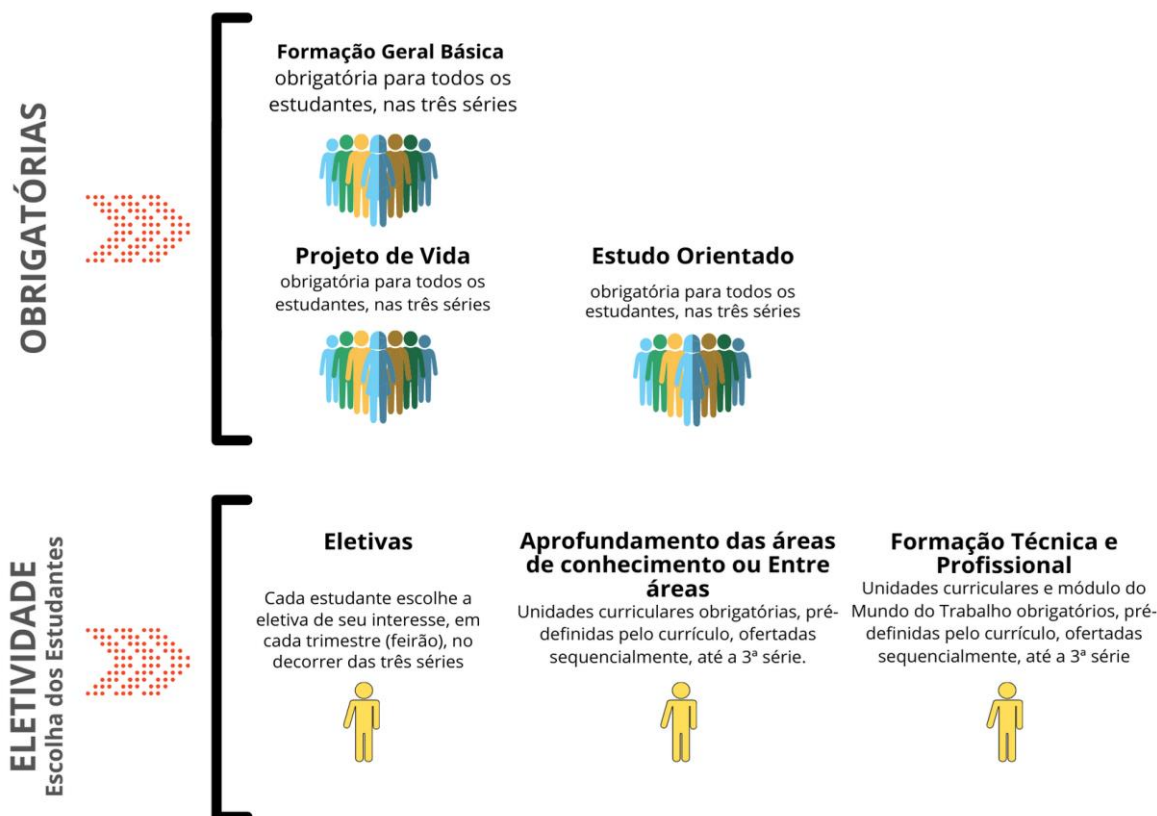 OBRIGATÓRIAS
Formação Geral Básica
obrigatória para todos os
estudantes, nas três séries
Projeto de Vida
obrigatória para todos os
estudantes, nas três séries
Estudo Orientado
obrigatória para todos os
estudantes, nas três séries
ELETIVIDADE
Escolha dos Estudantes
Eletivas
Cada estudante escolhe a
eletiva de seu interesse, em
cada trimestre (feirão), no
decorrer das três séries
Aprofundamento das áreas
de conhecimento ou Entre
áreas
Unidades curriculares obrigatórias, pré-
definidas pelo currículo, ofertadas
sequencialmente, até a 3ª série.
Formação Técnica e
Profissional
Unidades curriculares e módulo do
Mundo do Trabalho obrigatórios, pré-
definidas pelo currículo, ofertadas
sequencialmente, até a 3ª série